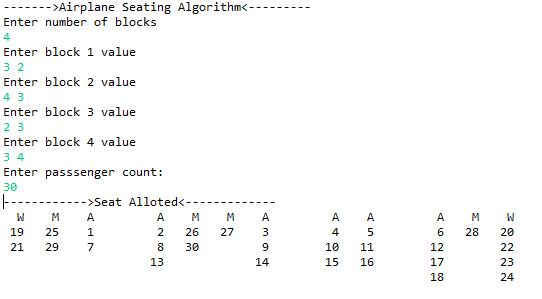 ------->Airplane Seating Algorithm<---------
Enter number of blocks
4
Enter block 1 value
3 2
Enter block 2 value
4 3
Enter block 3 value
2 3
Enter block 4 value
3 4
Enter passsenger count:
30
------------>Seat Alloted<-------------
W M A A M M A A A A M W
19 25 1 2 26 27 3 4 5 6 28 20
21 29 7 8 30 9 10 11 12 22
13 14 15 16 17 23
18 24